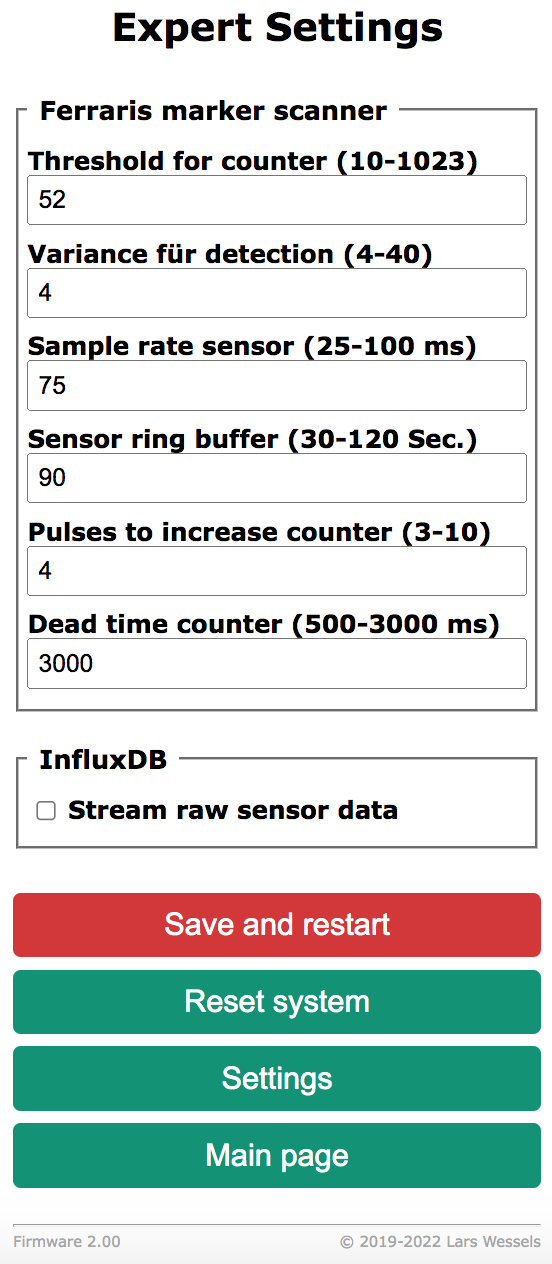 Expert Settings
Ferraris marker scanner
Threshold for counter (10-1023)
52
Variance für detection (4-40)
4
Sample rate sensor (25-100 ms)
75
Sensor ring buffer (30-120 Sec.)
90
Pulses to increase counter (3-10)
4
Dead time counter (500-3000 ms)
3000
InfluxDB
Stream raw sensor data
Save and restart
Reset system
Settings
Main page
Firmware 2.00 © 2019-2022 Lars Wessels